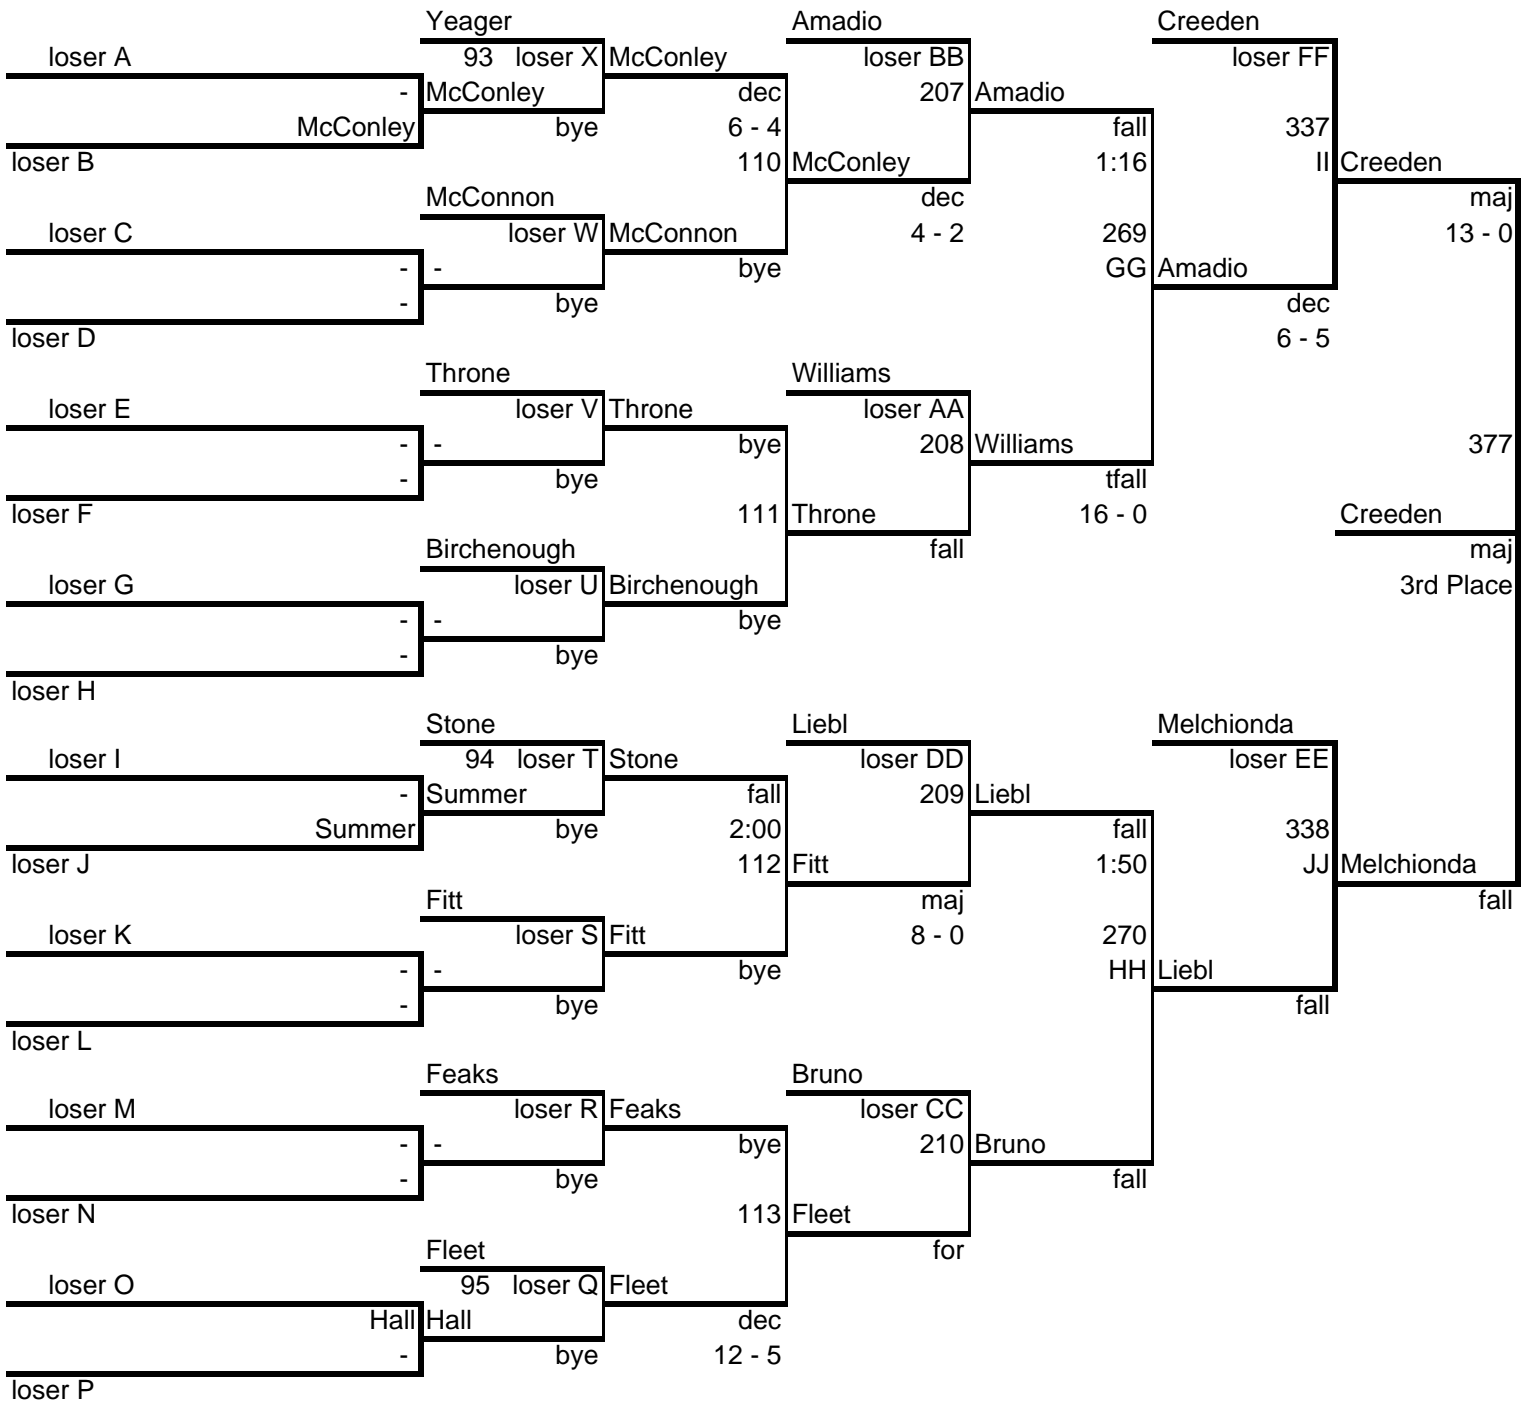 Yeager Amadio Creeden
loser A 93 loser X McConley loser BB loser FF
- McConley dec 207 Amadio
McConley bye 6 - 4 fall 337
loser B 110 McConley 1:16 II Creeden
McConnon dec maj
loser C loser W McConnon 4 - 2 269 13 - 0
- - bye GG Amadio
- bye dec
loser D 6 - 5
Throne Williams
loser E loser V Throne loser AA
- - bye 208 Williams 377
- bye tfall
loser F 111 Throne 16 - 0 Creeden
Birchenough fall maj
loser G loser U Birchenough 3rd Place
- - bye
- bye
loser H
Stone Liebl Melchionda
loser I 94 loser T Stone loser DD loser EE
- Summer fall 209 Liebl
Summer bye 2:00 fall 338
loser J 112 Fitt 1:50 JJ Melchionda
Fitt maj fall
loser K loser S Fitt 8 - 0 270
- - bye HH Liebl
- bye fall
loser L
Feaks Bruno
loser M loser R Feaks loser CC
- - bye 210 Bruno
- bye fall
loser N 113 Fleet
Fleet for
loser O 95 loser Q Fleet
Hall Hall dec
- bye 12 - 5
loser P